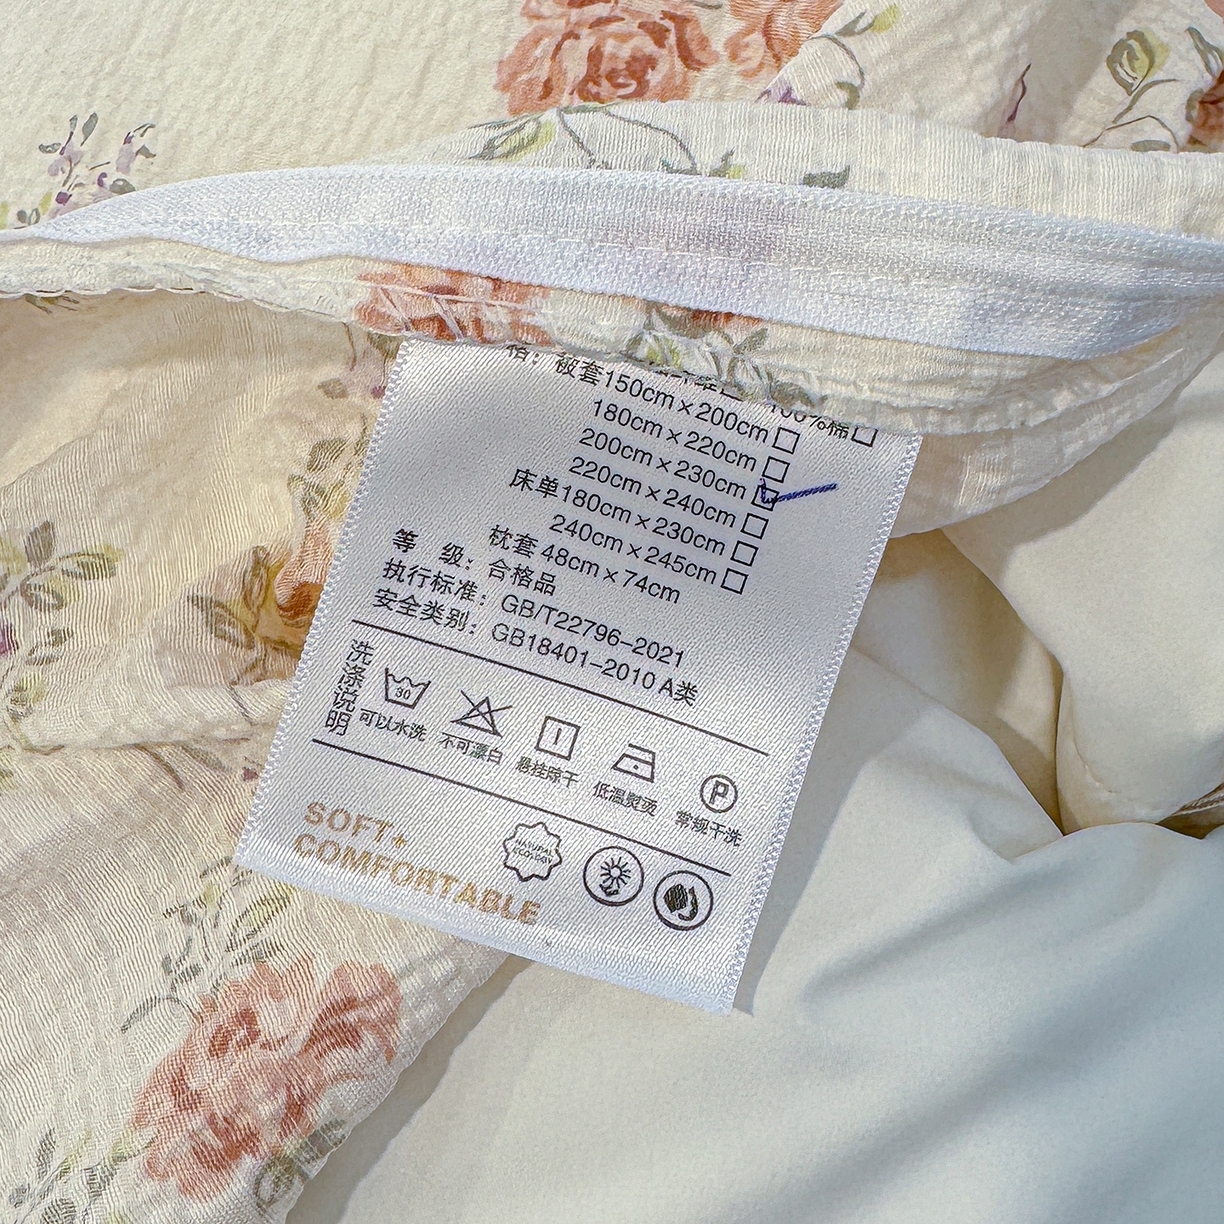 格：被套150cm×200cm□
180cm×220cm□
200cm×230cm☑
220cm×240cm□
床单180cm×230cm□
240cm×245cm□
枕套48cm×74cm
100%棉□
等 级：合格品
执行标准：GB/T22796-2021
安全类别：GB18401-2010 A类
洗涤说明
30
可以水洗
不可漂白
悬挂晾干
低温熨烫
P
常规干洗
SOFT+
COMFORTABLE
NATURAL
ECOLOGY